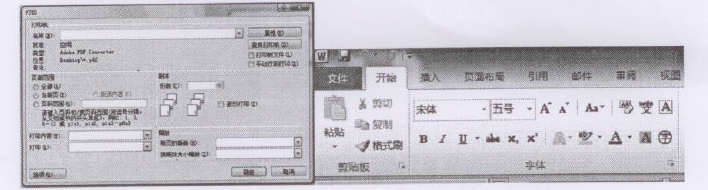 打印
打印机
名称(N):
属性(P)
状态 空闲
查找打印机(D)
类型 Adobe PDF Converter
打印到文件(L)
位置 Desktop\*.pdf
手动双面打印(X)
备注
页面范围
副本
全部(A)
份数(C):
当前页(E)
页码范围(G):
逐份打印(T)
打印内容(W):
缩放
每页的版数(H):
打印(R):
按纸张大小缩放(Z):
选项(O)...
确定
取消
W
文件 开始 插入 页面布局 引用 邮件 审阅 视图
剪切
复制
格式刷
粘贴
宋体 五号 A A Aa wén A
B I U abc x₂ x² A A A 字
剪贴板
字体